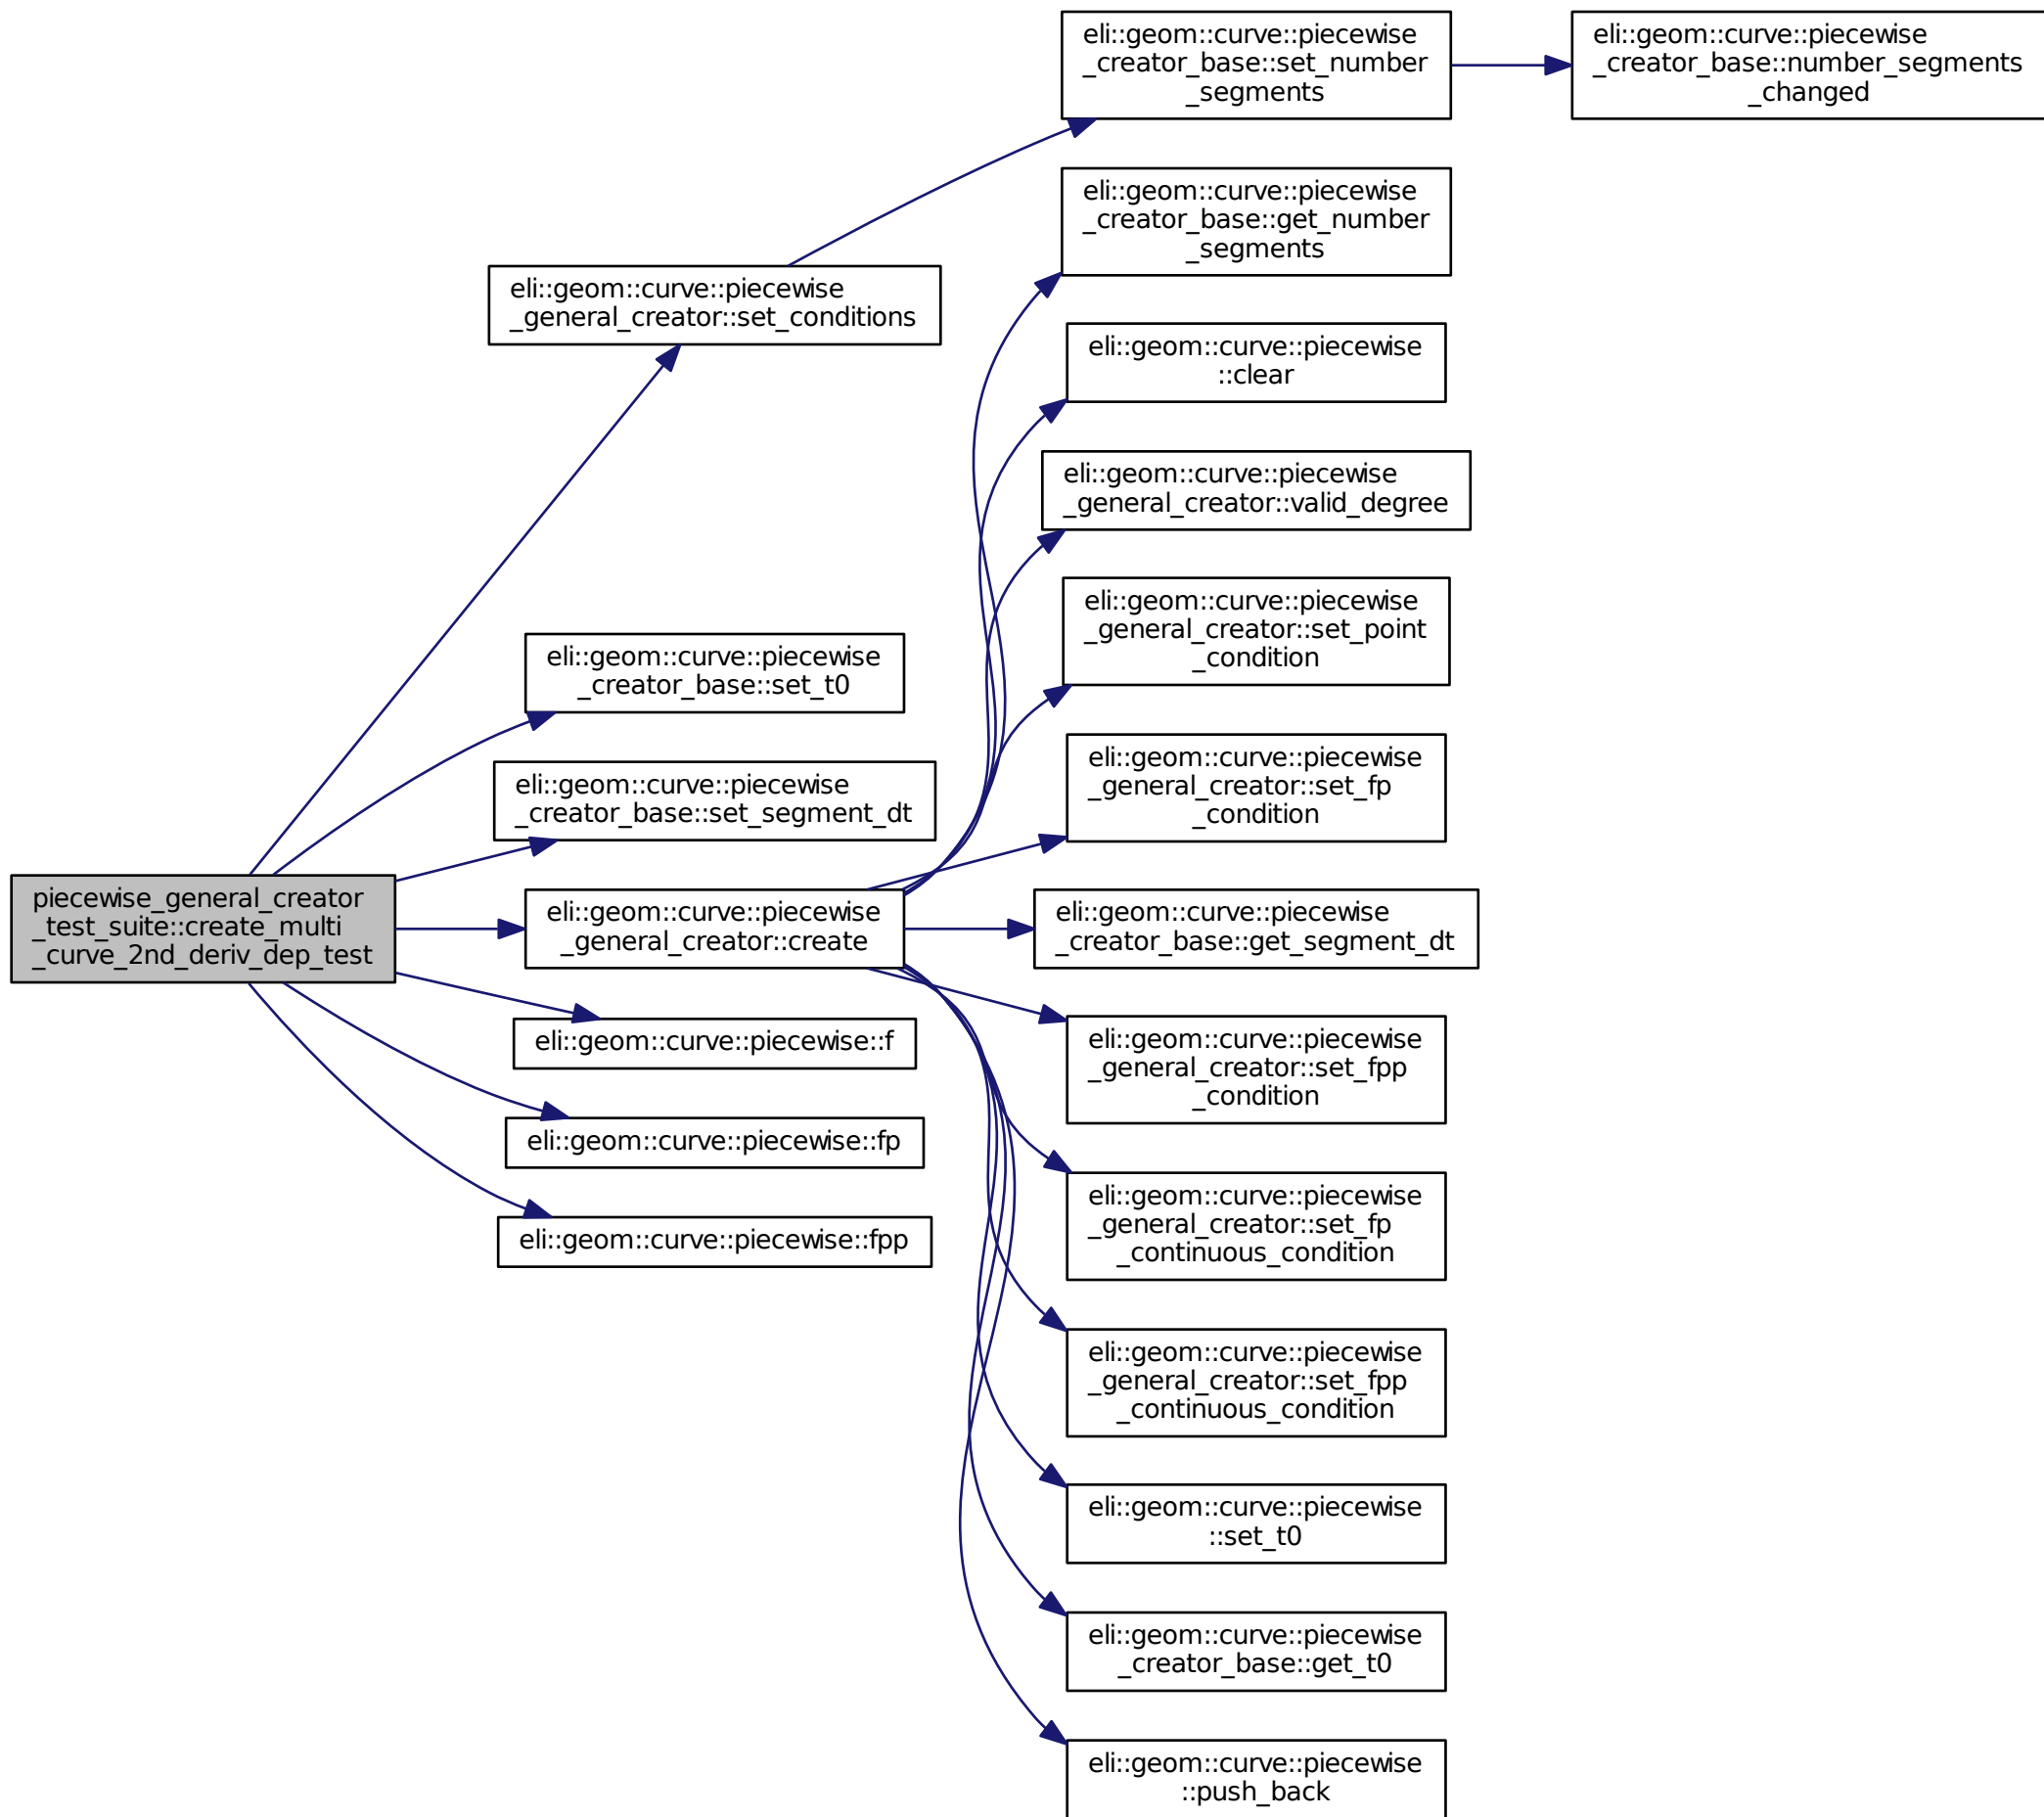 eli::geom::curve::piecewise
_creator_base::set_number
_segments
eli::geom::curve::piecewise
_creator_base::number_segments
_changed
eli::geom::curve::piecewise
_creator_base::get_number
_segments
eli::geom::curve::piecewise
_general_creator::set_conditions
eli::geom::curve::piecewise
::clear
eli::geom::curve::piecewise
_general_creator::valid_degree
eli::geom::curve::piecewise
_general_creator::set_point
_condition
eli::geom::curve::piecewise
_creator_base::set_t0
eli::geom::curve::piecewise
_general_creator::set_fp
_condition
eli::geom::curve::piecewise
_creator_base::set_segment_dt
piecewise_general_creator
_test_suite::create_multi
_curve_2nd_deriv_dep_test
eli::geom::curve::piecewise
_general_creator::create
eli::geom::curve::piecewise
_creator_base::get_segment_dt
eli::geom::curve::piecewise::f
eli::geom::curve::piecewise
_general_creator::set_fpp
_condition
eli::geom::curve::piecewise::fp
eli::geom::curve::piecewise
_general_creator::set_fp
_continuous_condition
eli::geom::curve::piecewise::fpp
eli::geom::curve::piecewise
_general_creator::set_fpp
_continuous_condition
eli::geom::curve::piecewise
::set_t0
eli::geom::curve::piecewise
_creator_base::get_t0
eli::geom::curve::piecewise
::push_back